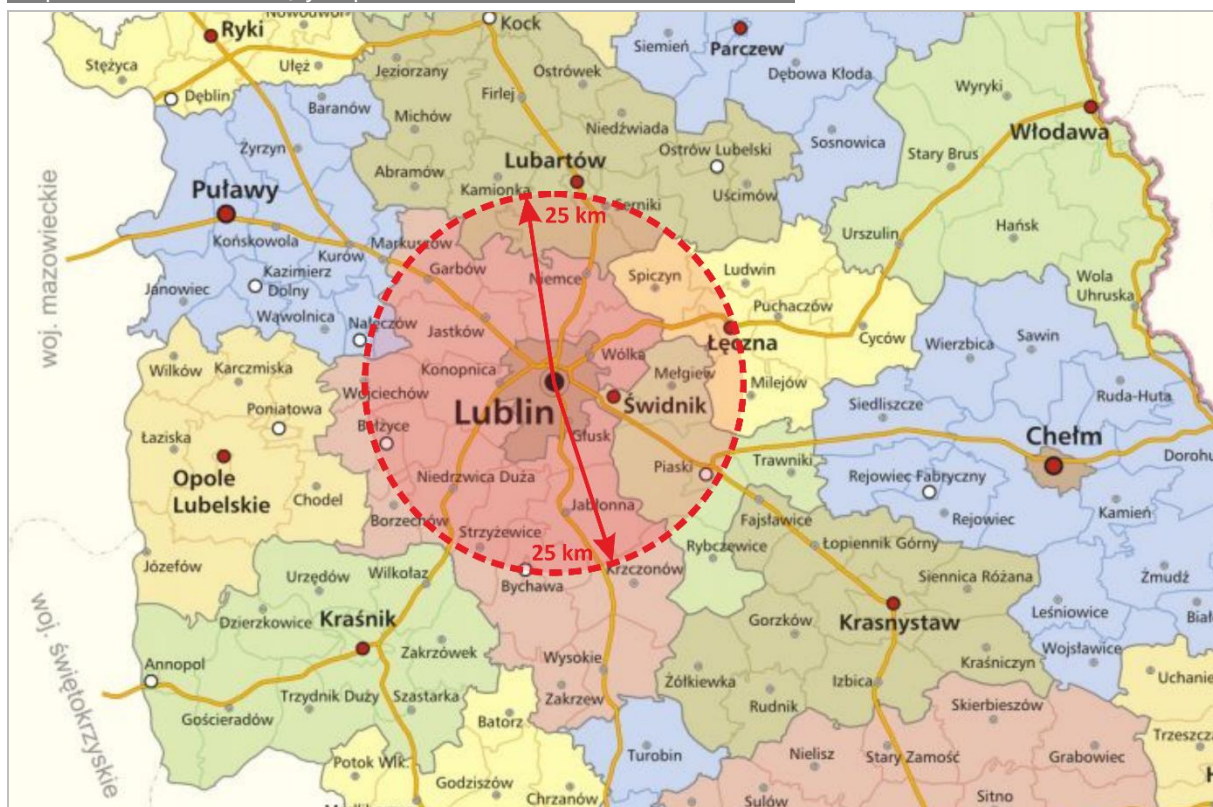 Ryki
Kock
Stężyca
Ułęż
Jeziorzany
Ostrówek
Siemień
Parczew
Dębowa Kłoda
Wyryki
Dęblin
Baranów
Firlej
Michów
Niedźwiada
Włodawa
Żyrzyn
Lubartów
Ostrów Lubelski
Sosnowica
Stary Brus
Puławy
Abramów
Kamionka
Uścimów
25 km
Końskowola
Markuszów
Urszulin
Hańsk
Kurów
Garbów
Niemce
Spiczyn
Ludwin
woj. mazowieckie
Kazimierz
Dolny
Janowiec
Wąwolnica
Puchaczów
Wola
Uhruska
Nałęczów
Jastków
Łęczna
Cyców
Wierzbica
Sawin
Wilków
Karczmiska
Konopnica
Wólka
Mełgiew
Milejów
Wojciechów
Poniatowa
Lublin
Świdnik
Siedliszcze
Ruda-Huta
Łaziska
Bełżyce
Głusk
Chełm
Opole
Lubelskie
Chodel
Niedrzwica Duża
Piaski
Trawniki
Rejowiec Fabryczny
Borzechów
Jabłonna
Fajsławice
Rejowiec
Kamień
Strzyżewice
25 km
Rybczewice
Łopiennik Górny
Józefów
Urzędów
Wilkołaz
Bychawa
Krzczonów
Siennica Różana
Żmudź
woj. świętokrzyskie
Dzierzkowice
Kraśnik
Gorzków
Krasnystaw
Leśniowice
Annopol
Zakrzówek
Wysokie
Kraśniczyn
Wojsławice
Trzydnik Duży
Szastarka
Zakrzew
Żółkiewka
Izbica
Gościeradów
Rudnik
Skierbieszów
Batorz
Turobin
Nielisz
Stary Zamość
Grabowiec
Potok Wlk.
Godziszów
Chrzanów
Sułów
Sitno